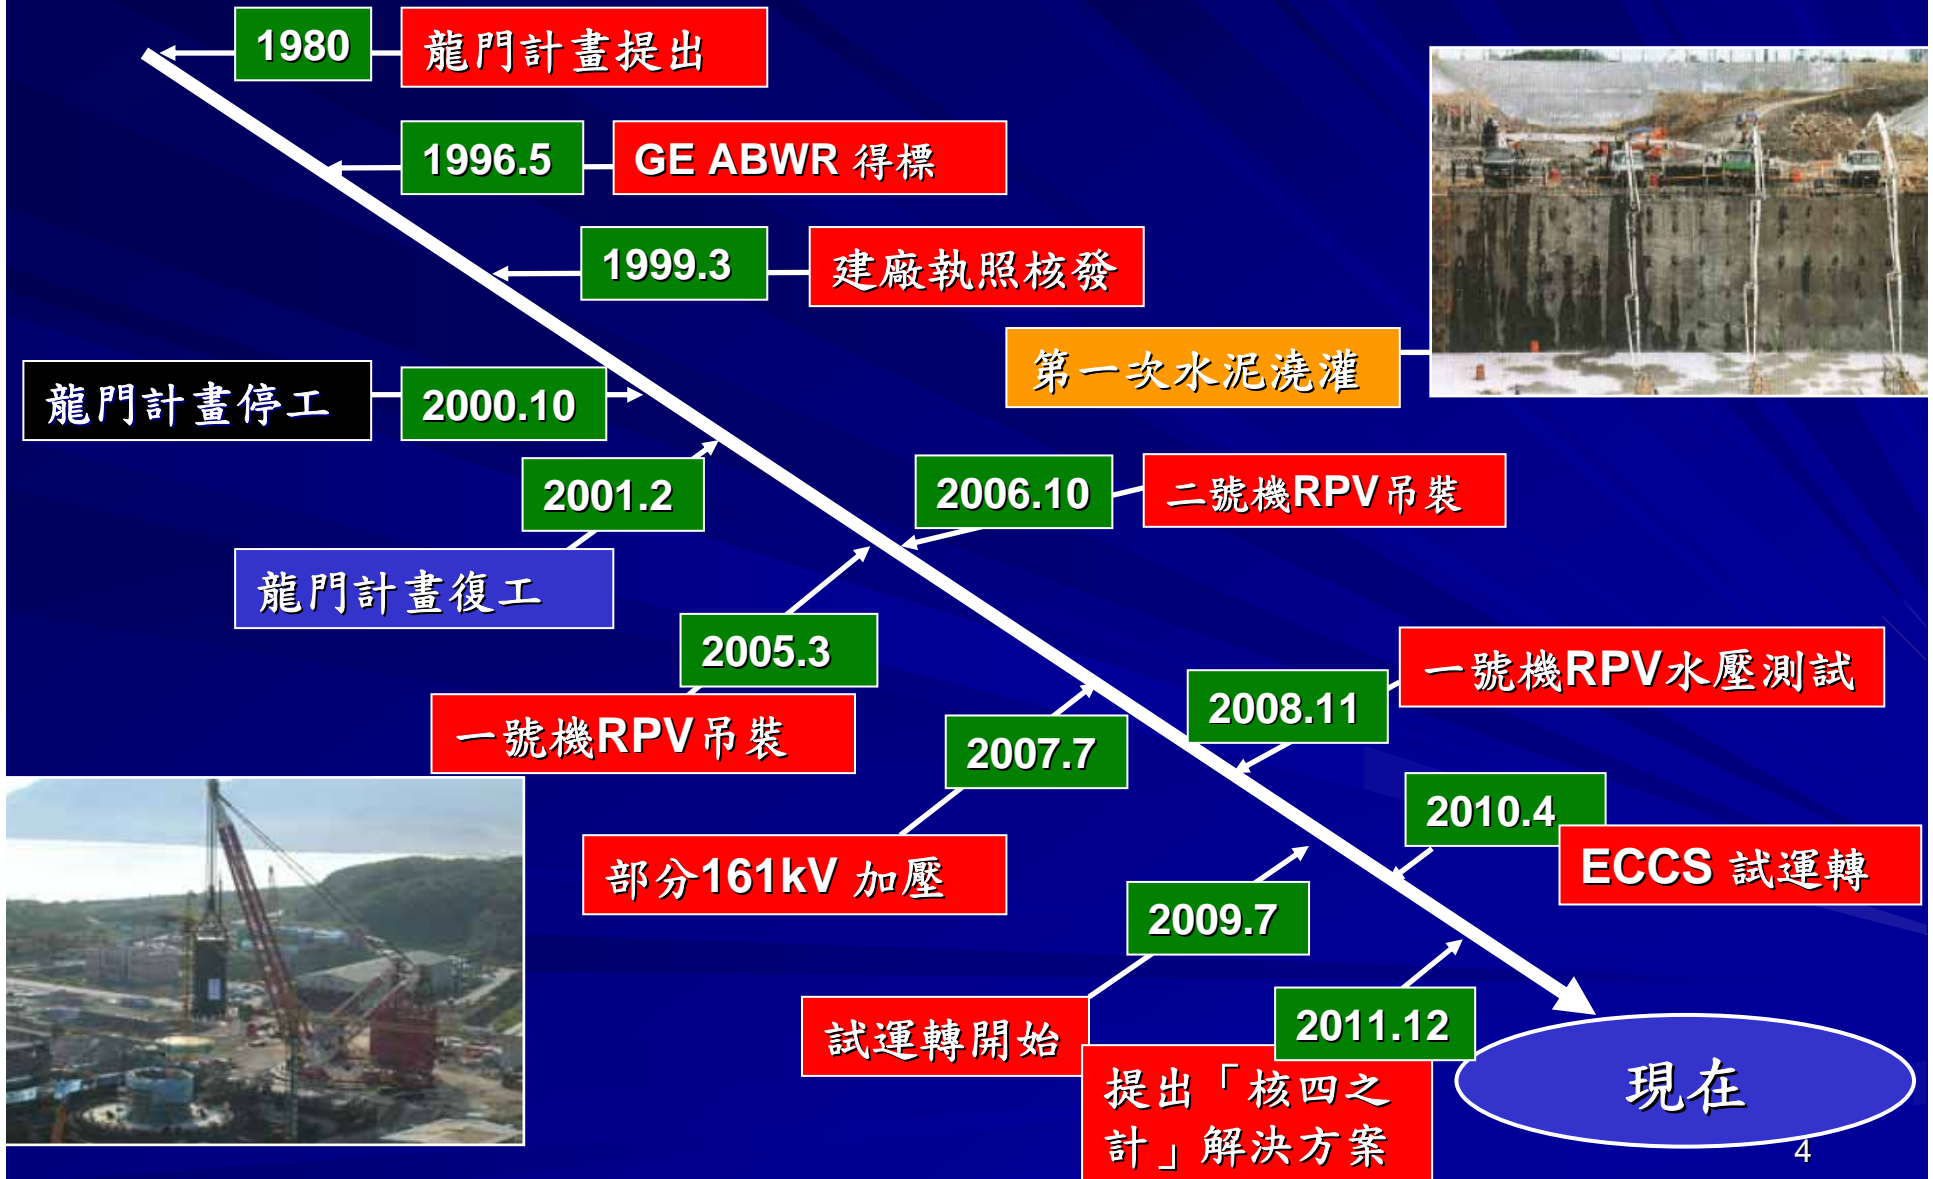 1980
龍門計畫提出
1996.5
GE ABWR 得標
1999.3
建廠執照核發
第一次水泥澆灌
龍門計畫停工
2000.10
2001.2
龍門計畫復工
2006.10
二號機RPV吊裝
2005.3
一號機RPV吊裝
2007.7
部分161kV 加壓
2008.11
一號機RPV水壓測試
2009.7
試運轉開始
2010.4
ECCS 試運轉
2011.12
提出「核四之
計」解決方案
現在
4